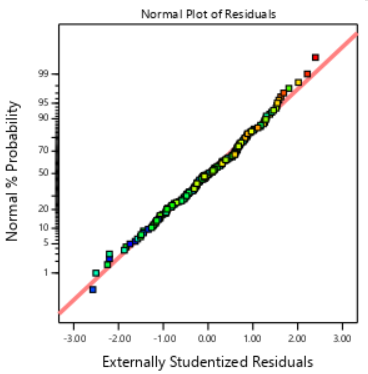 Normal Plot of Residuals
Normal % Probability
99
95
90
70
50
20
10
5
1
-3.00 -2.00 -1.00 0.00 1.00 2.00 3.00
Externally Studentized Residuals